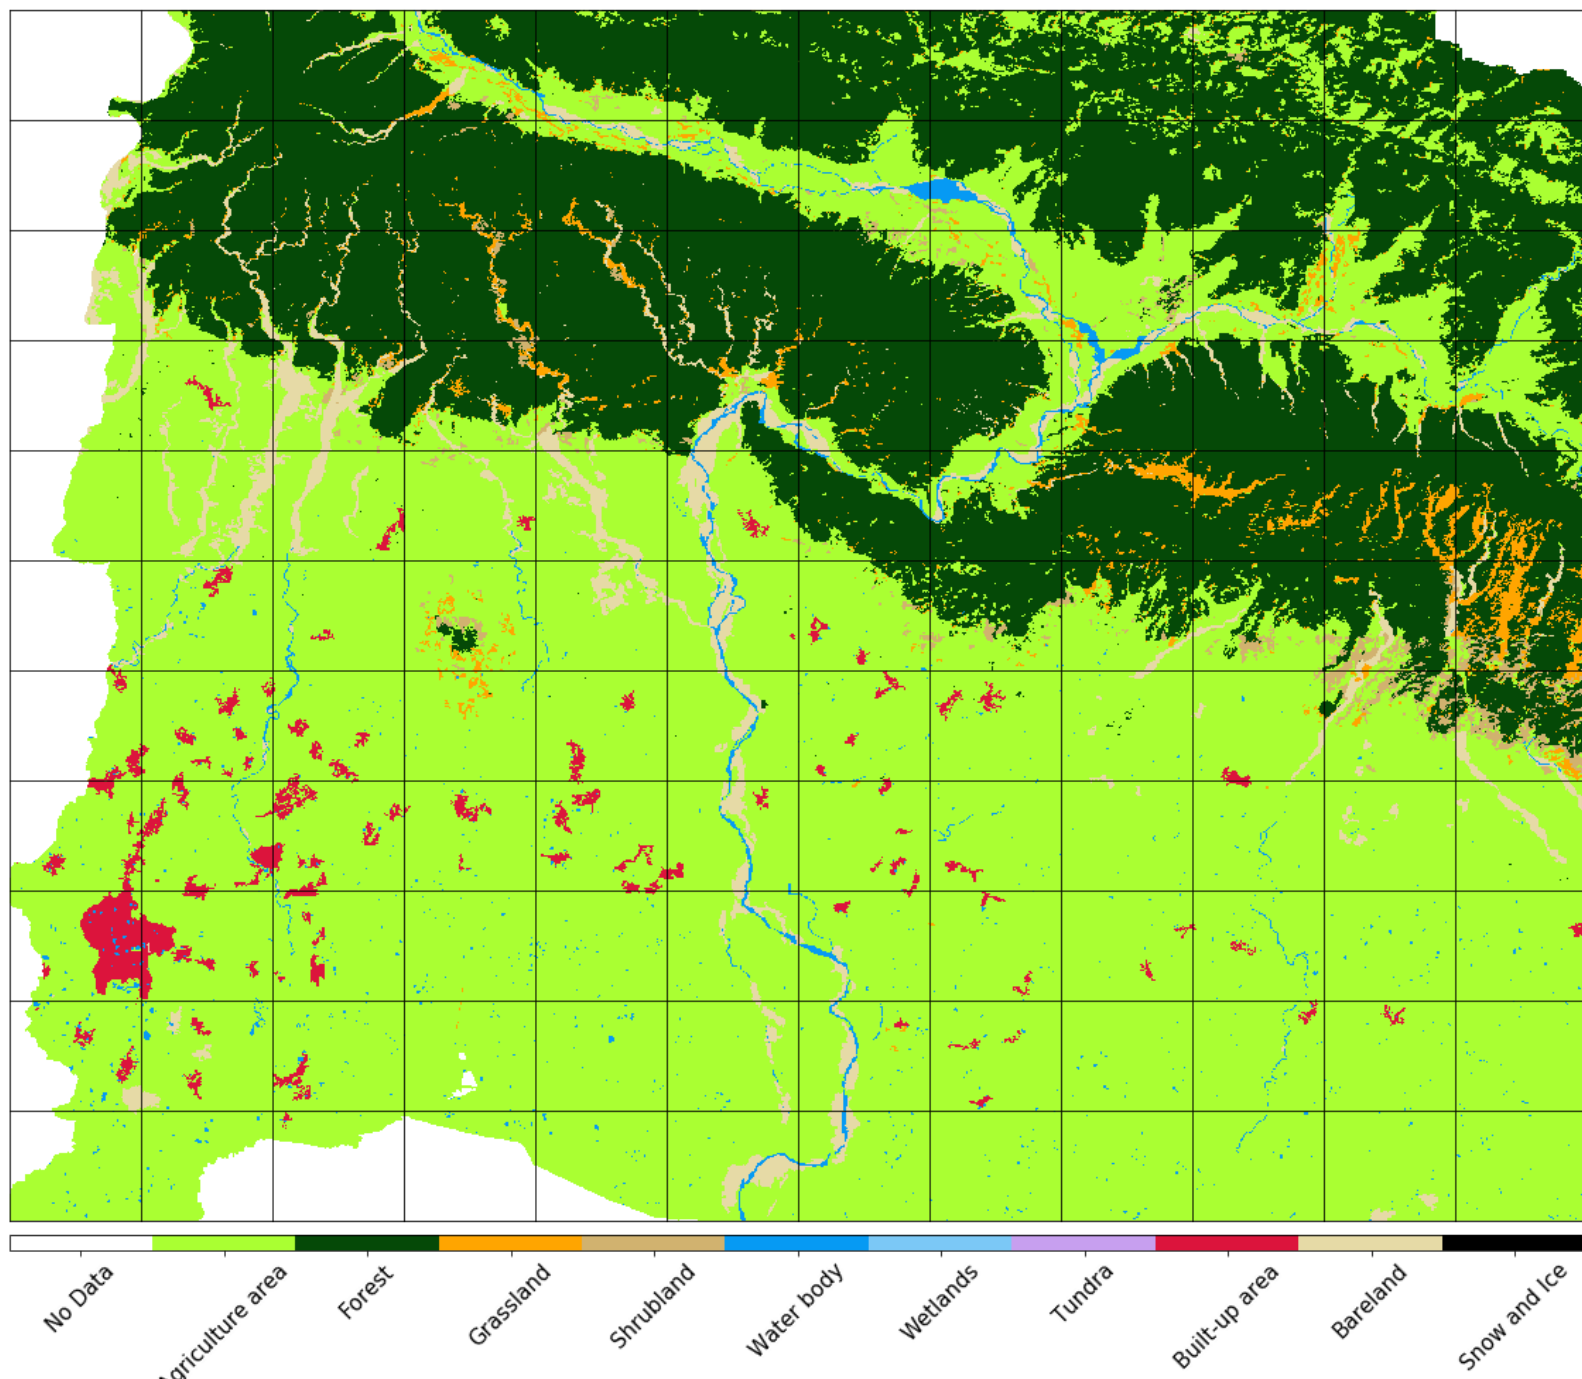 No Data
Agriculture area
Forest
Grassland
Shrubland
Water body
Wetlands
Tundra
Built-up area
Bareland
Snow and Ice